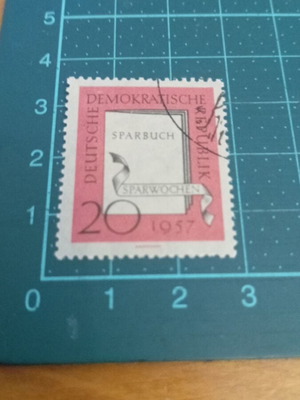 5
4
3
2
1
0
1
2
3
DEUTSCHE
DEMOKRATISCHE
REPUBLIK
SPARBUCH
SPARWOCHEN
20
1957